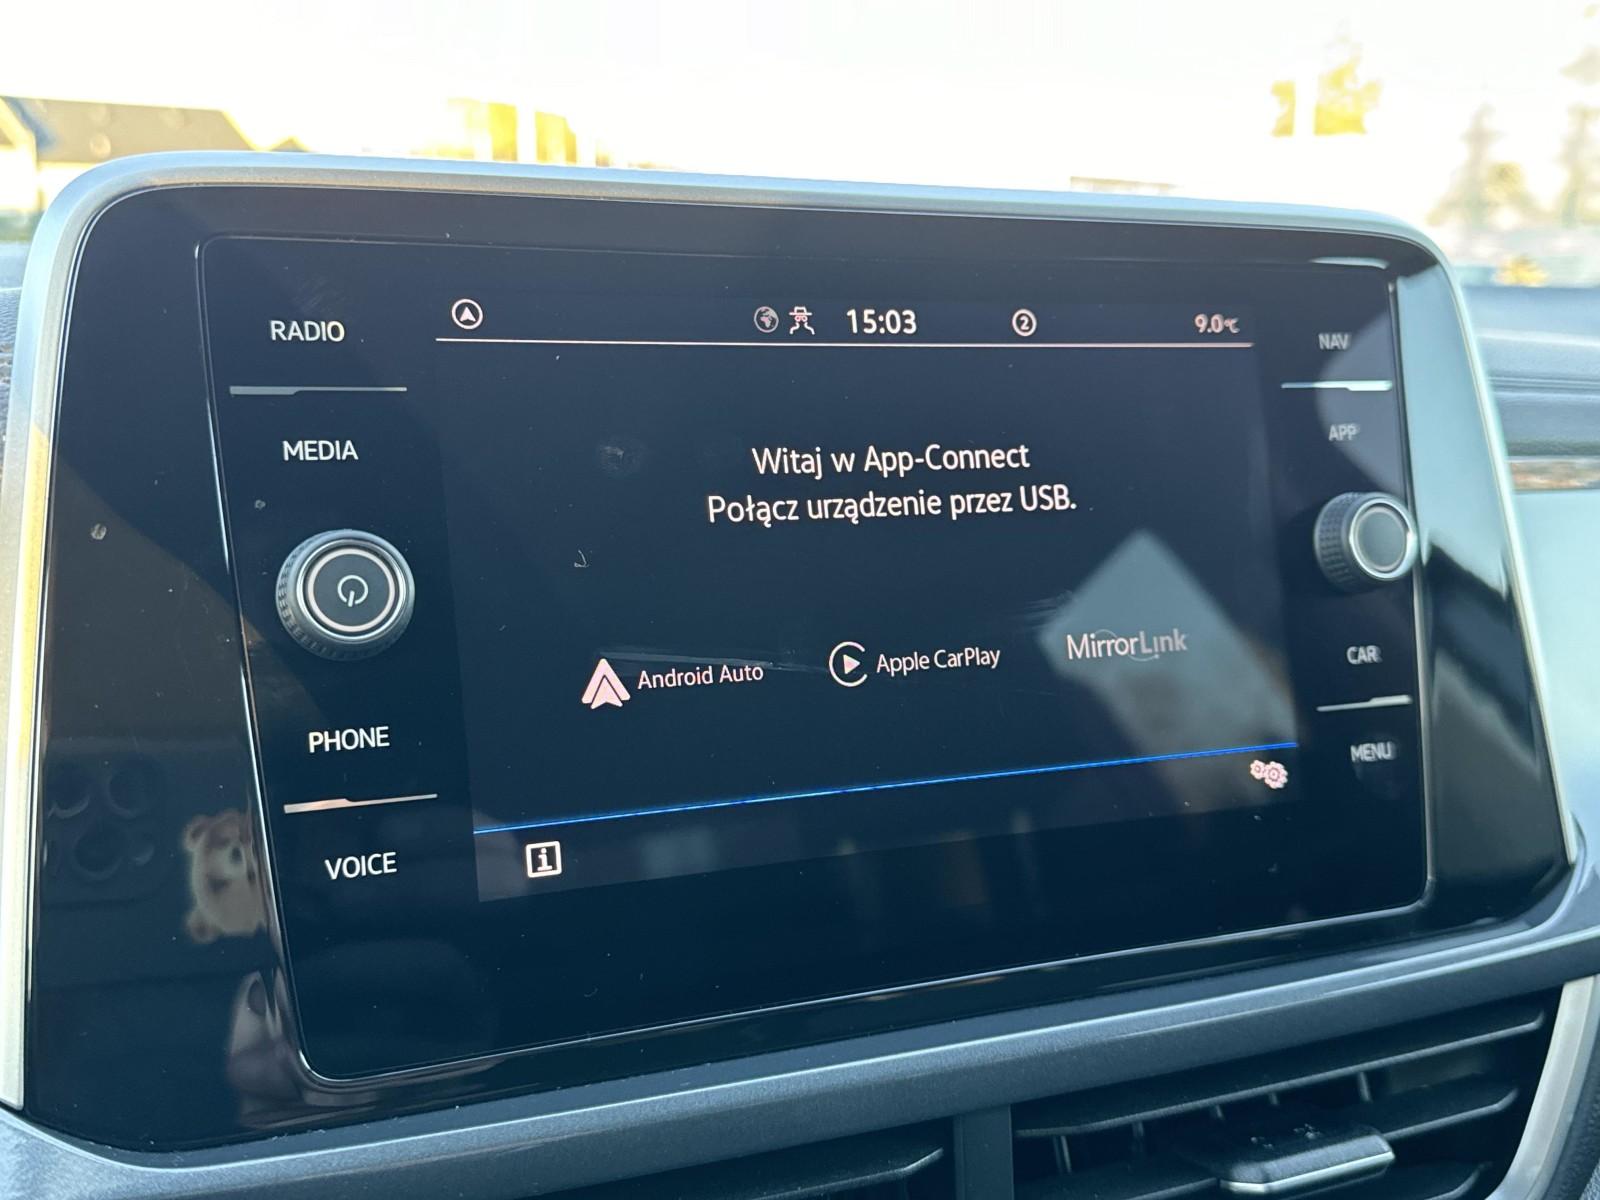 RADIO
MEDIA
PHONE
VOICE
15:03
2
9.0°C
Witaj w App-Connect
Połącz urządzenie przez USB.
Android Auto
Apple CarPlay
MirrorLink
i
NAV
APP
CAR
MENU